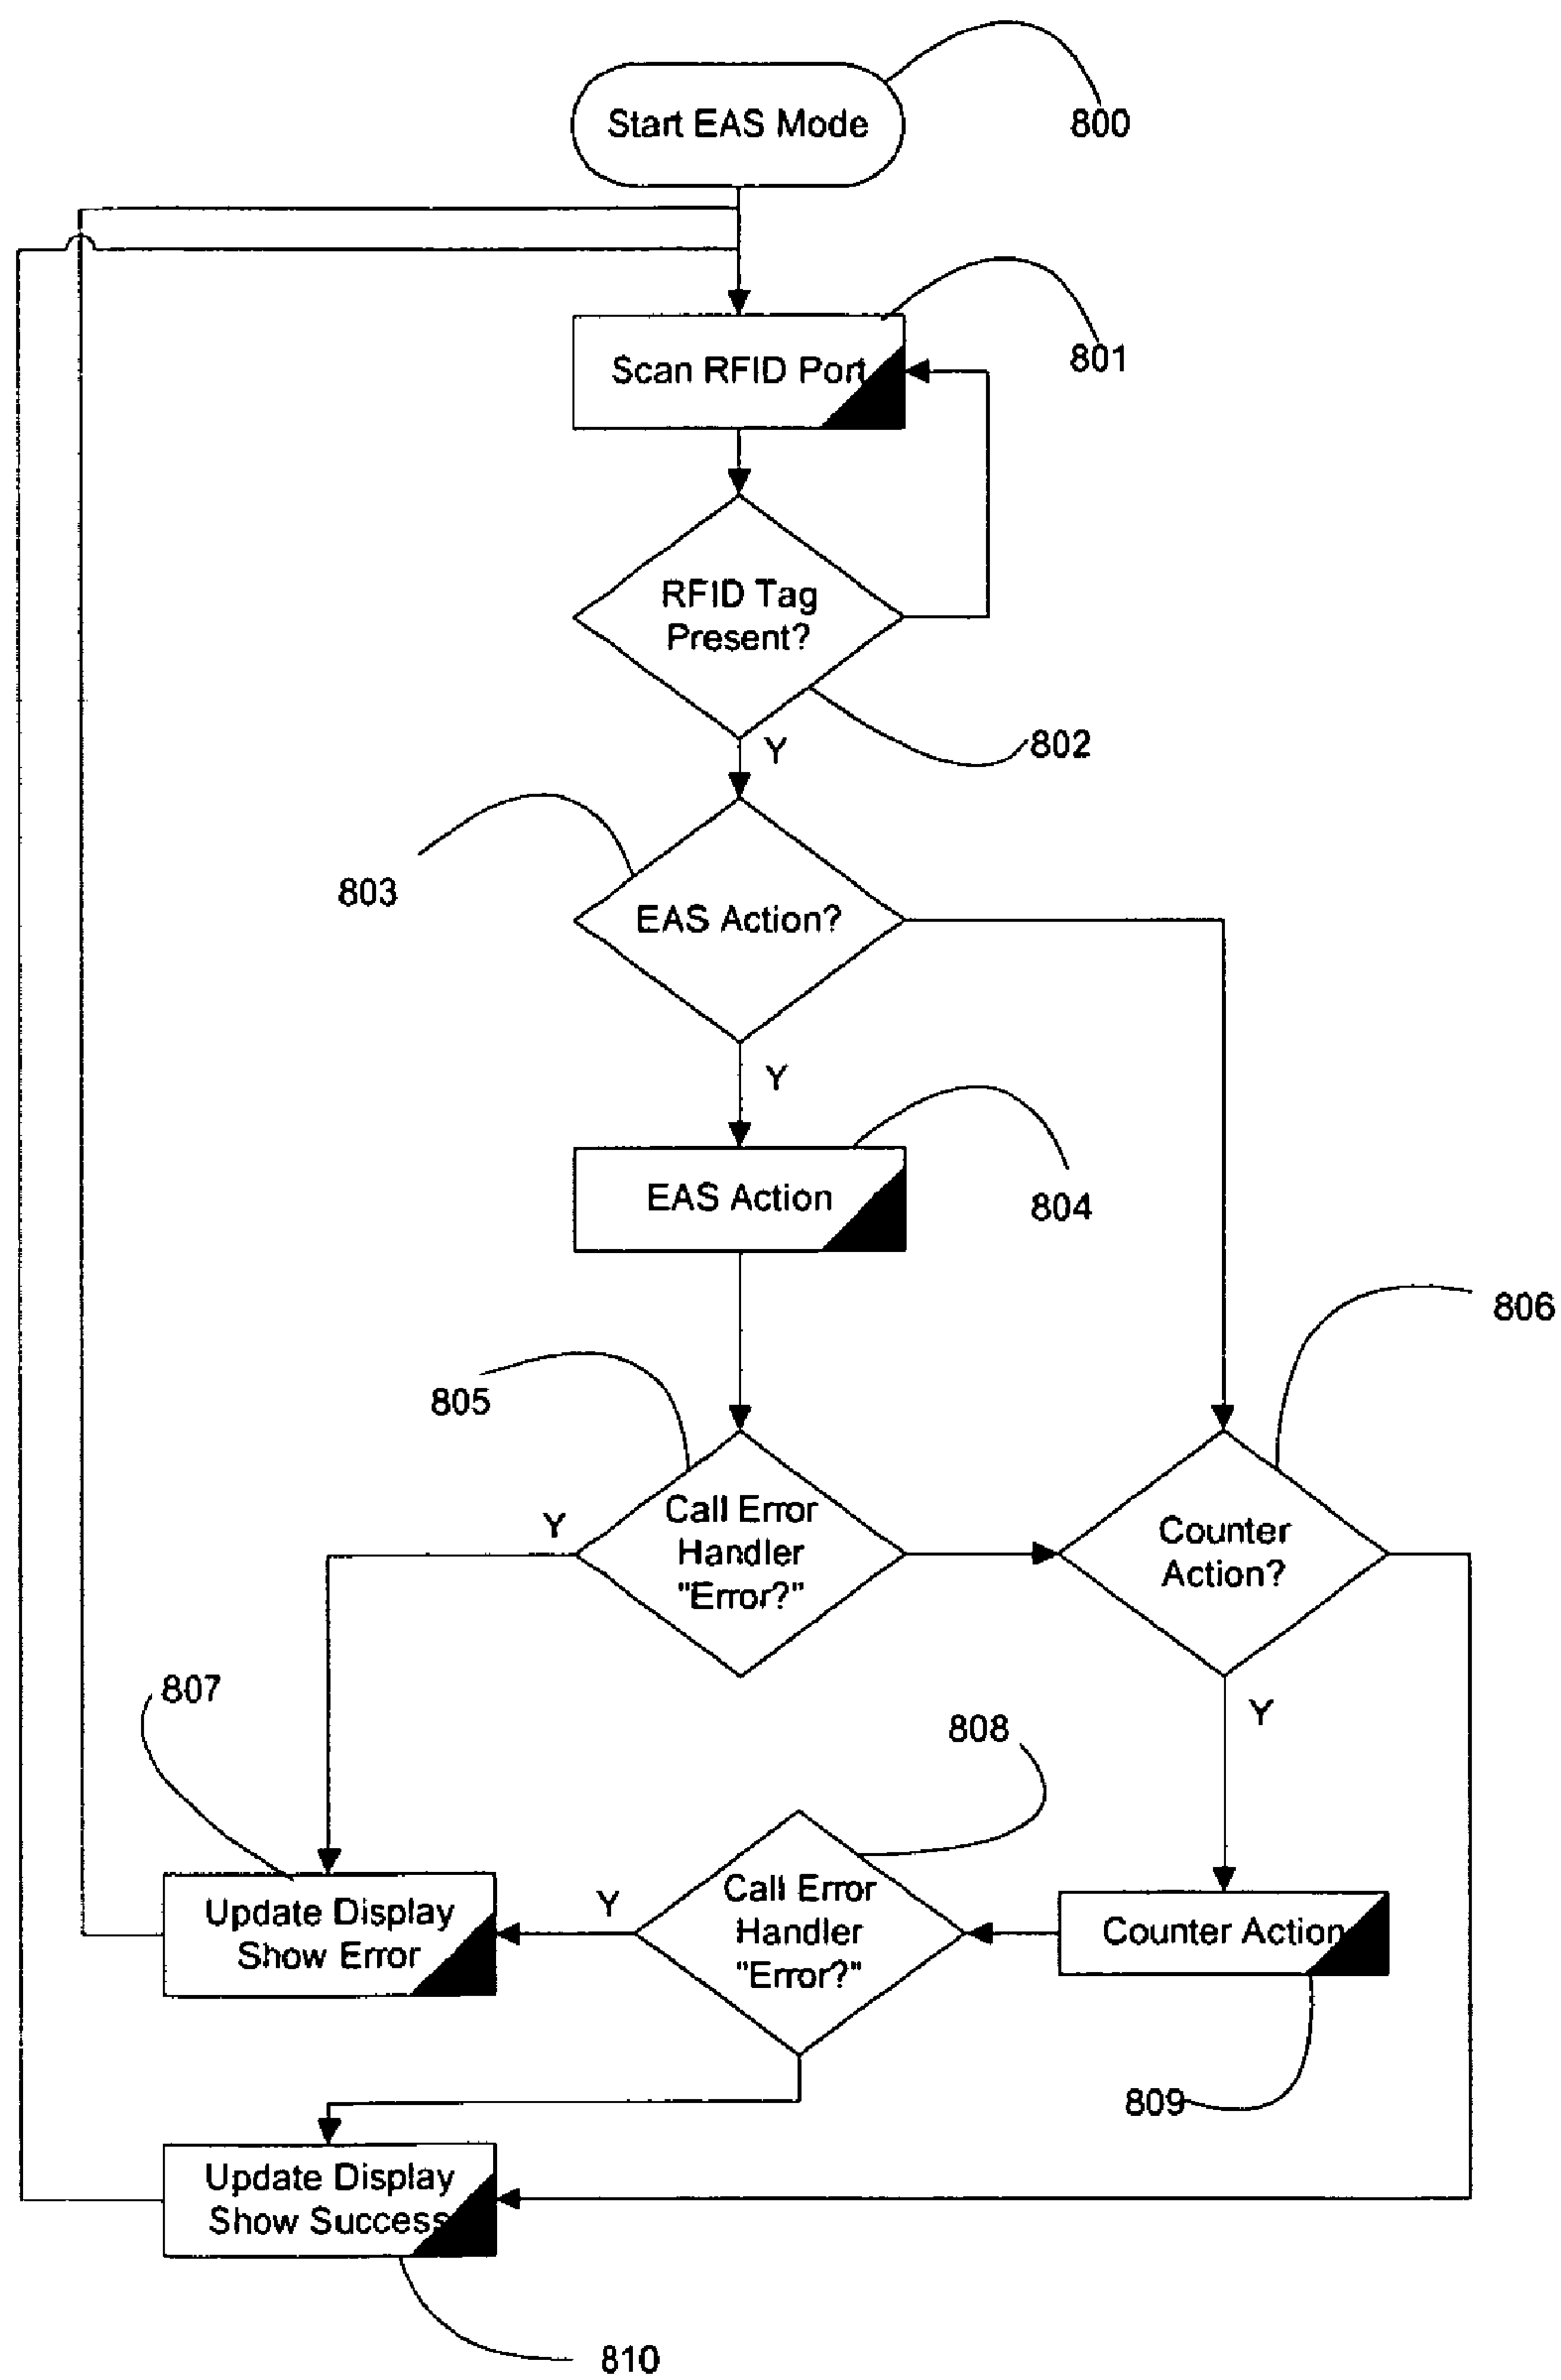 Start EAS Mode
800
Scan RFID Port
801
RFID Tag
Present?
802
Y
803
EAS Action?
Y
EAS Action
804
805
806
Y
Call Error
Handler
"Error?"
Counter
Action?
807
808
Y
Y
Update Display
Show Error
Call Error
Handler
"Error?"
Counter Action
809
Update Display
Show Success
810